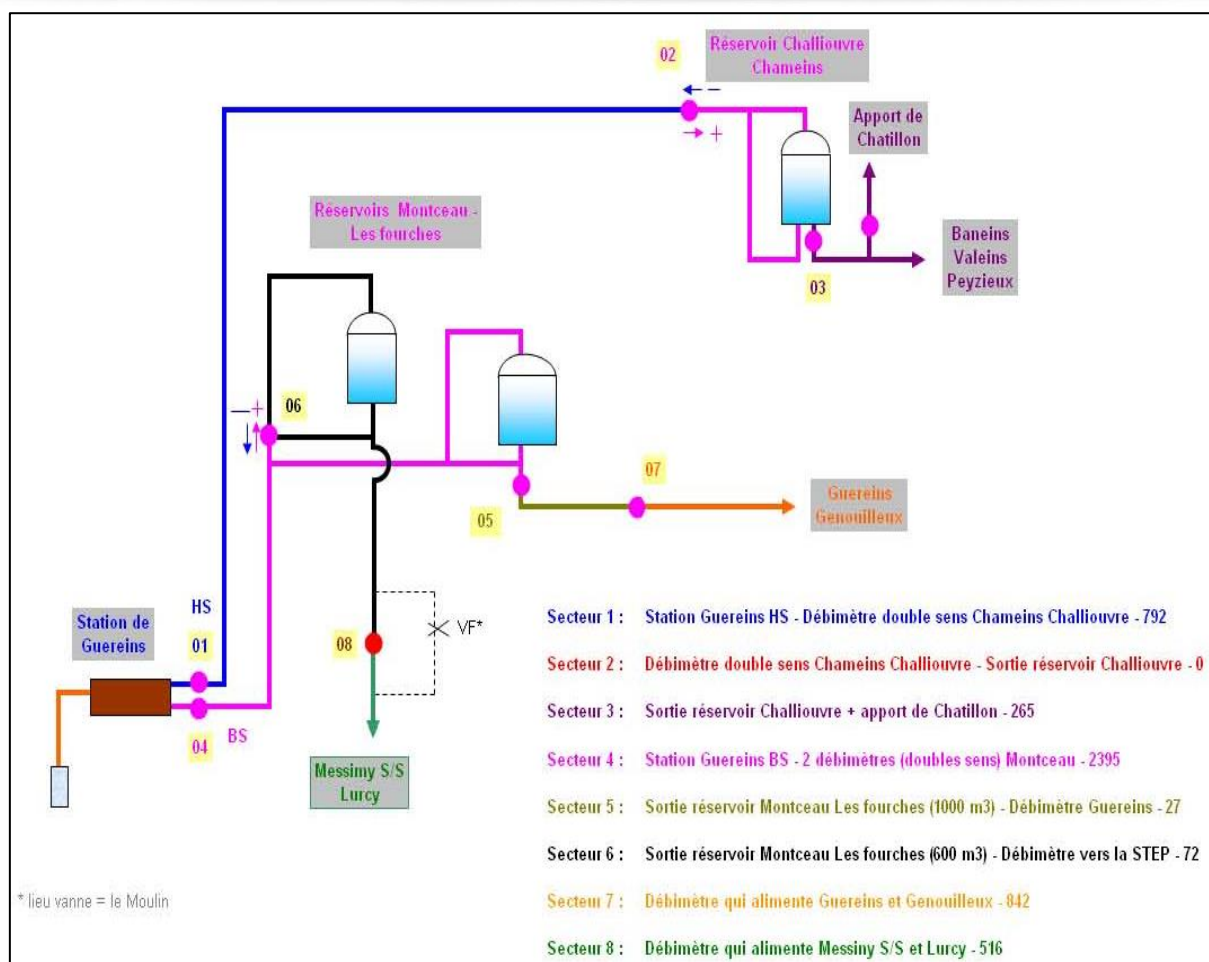 Réservoir Challiouvre
Chameins
02
Apport de
Chatillon
+
Réservoirs Montceau -
Les fourches
Baneins
Valeins
Peyzieux
03
+
06
07
05
Guereins
Genouilleux
HS
Station de
Guereins
01
08
VF*
04
BS
Messimy S/S
Lurcy
Secteur 1 : Station Guereins HS - Débimètre double sens Chameins Challiouvre - 792
Secteur 2 : Débimètre double sens Chameins Challiouvre - Sortie réservoir Challiouvre - 0
Secteur 3 : Sortie réservoir Challiouvre + apport de Chatillon - 265
Secteur 4 : Station Guereins BS - 2 débimètres (doubles sens) Montceau - 2395
Secteur 5 : Sortie réservoir Montceau Les fourches (1000 m3) - Débimètre Guereins - 27
Secteur 6 : Sortie réservoir Montceau Les fourches (600 m3) - Débimètre vers la STEP - 72
Secteur 7 : Débimètre qui alimente Guereins et Genouilleux - 842
Secteur 8 : Débimètre qui alimente Messiny S/S et Lurcy - 516
* lieu vanne = le Moulin